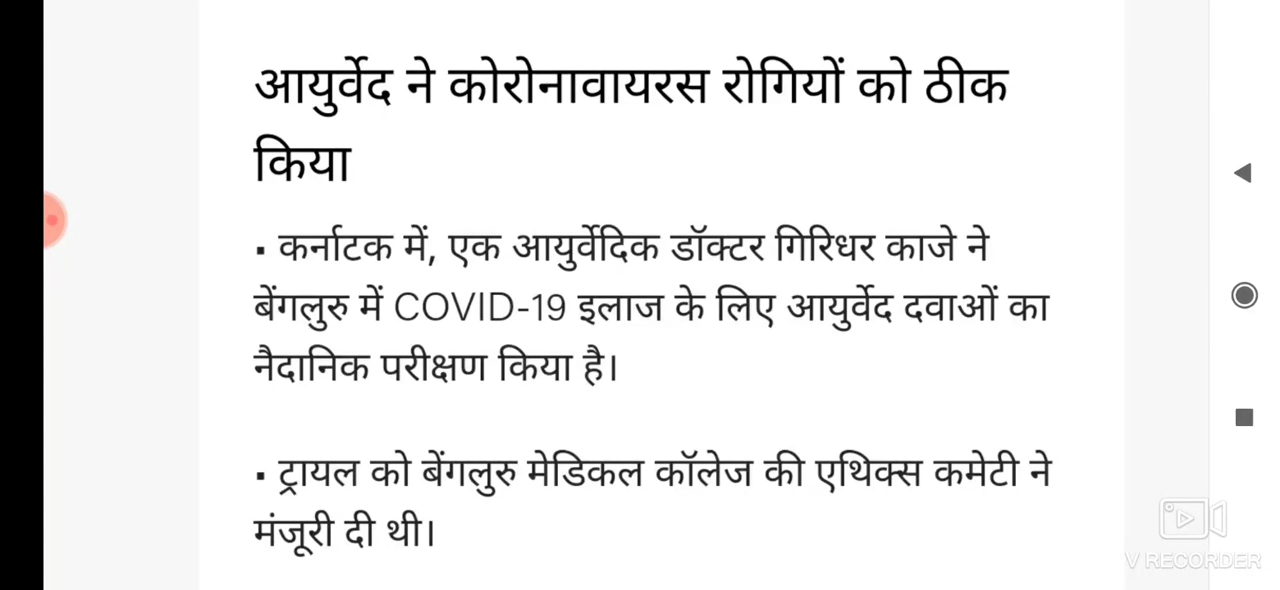 आयुर्वेद ने कोरोनावायरस रोगियों को ठीक
किया
▪ कर्नाटक में, एक आयुर्वेदिक डॉक्टर गिरिधर काजे ने
बेंगलुरु में COVID-19 इलाज के लिए आयुर्वेद दवाओं का
नैदानिक परीक्षण किया है।
▪ ट्रायल को बेंगलुरु मेडिकल कॉलेज की एथिक्स कमेटी ने
मंजूरी दी थी।
V RECORDER